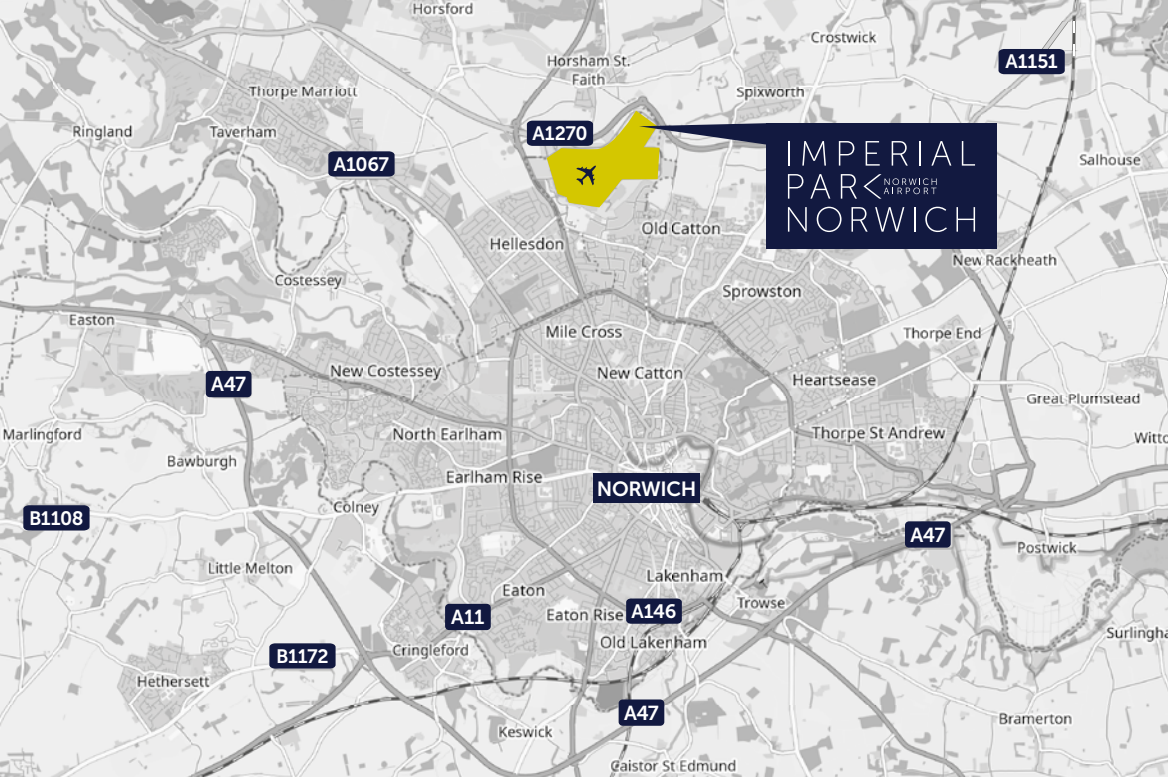 Horsford
Crostwick
A1151
Horsham St.
Faith
Thorpe Marriott
Spixworth
Ringland
Taverham
A1270
A1067
IMPERIAL
PARK NORWICH
AIRPORT
NORWICH
Salhouse
Old Catton
Hellesdon
New Rackheath
Costessey
Sprowston
Easton
Mile Cross
Thorpe End
New Costessey
New Catton
Heartsease
A47
Great Plumstead
Marlingford
North Earlham
Thorpe St Andrew
Bawburgh
Earlham Rise
NORWICH
Colney
B1108
A47
Postwick
Little Melton
Lakenham
Eaton
Trowse
A11
Eaton Rise
A146
Old Lakenham
Cringleford
B1172
Hethersett
A47
Bramerton
Keswick
Caistor St Edmund